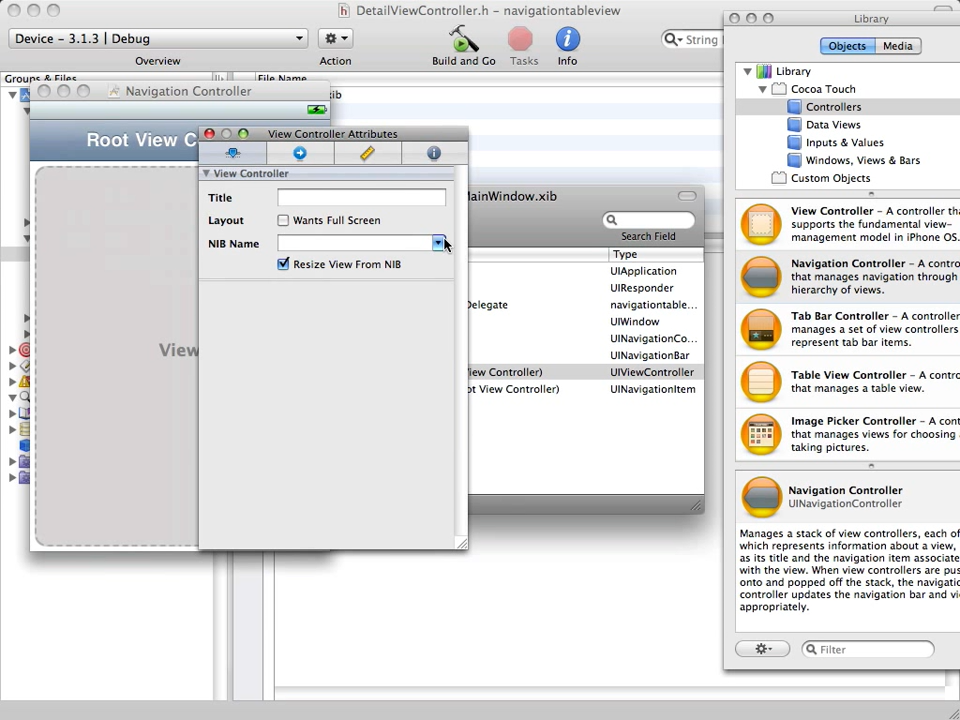 DetailViewController.h – navigationtableview
Device – 3.1.3 | Debug
Overview
Action
Build and Go
Tasks
Info
String
Groups & Files
File Name
xib
Navigation Controller
Root View C
View
View Controller Attributes
View Controller
Title
Layout
Wants Full Screen
NIB Name
Resize View From NIB
MainWindow.xib
Search Field
Type
UIApplication
UIResponder
Delegate
navigationtable...
UIWindow
UINavigationCo...
UINavigationBar
View Controller)
UIViewController
ot View Controller)
UINavigationItem
Library
Objects
Media
Library
Cocoa Touch
Controllers
Data Views
Inputs & Values
Windows, Views & Bars
Custom Objects
View Controller – A controller tha
supports the fundamental view-
management model in iPhone OS.
Navigation Controller – A controlle
that manages navigation through
hierarchy of views.
Tab Bar Controller – A controller
manages a set of view controllers
represent tab bar items.
Table View Controller – A controlle
that manages a table view.
Image Picker Controller – A contro
that manages views for choosing a
taking pictures.
Navigation Controller
UINavigationController
Manages a stack of view controllers, each of
which represents information about a view,
as its title and the navigation item associate
with the view. When view controllers are pus
onto and popped off the stack, the navigatio
controller updates the navigation bar and vie
appropriately.
Filter